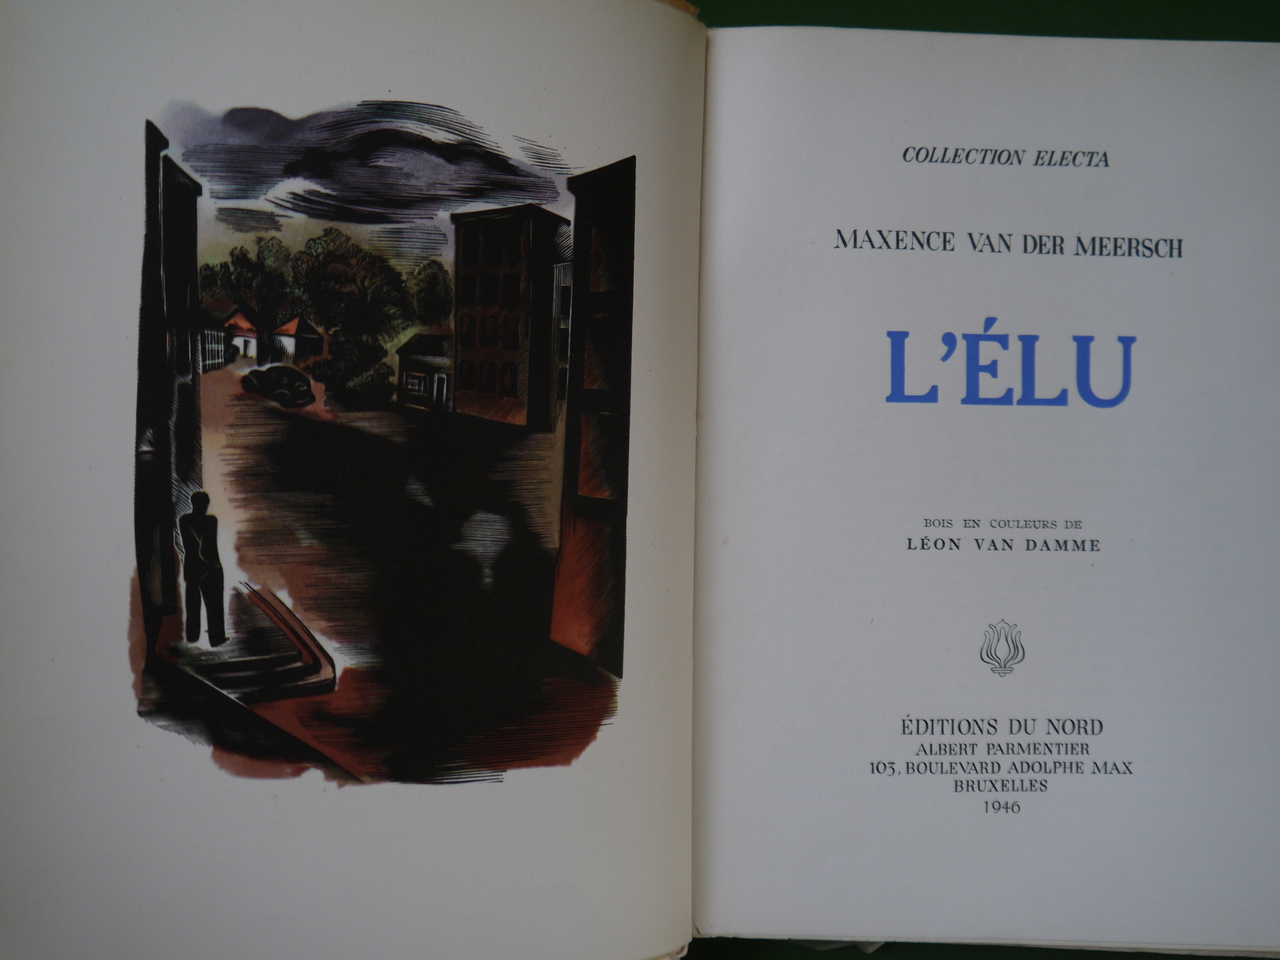 COLLECTION ELECTA
MAXENCE VAN DER MEERSCH
L'ÉLU
BOIS EN COULEURS DE
LÉON VAN DAMME
ÉDITIONS DU NORD
ALBERT PARMENTIER
103, BOULEVARD ADOLPHE MAX
BRUXELLES
1946